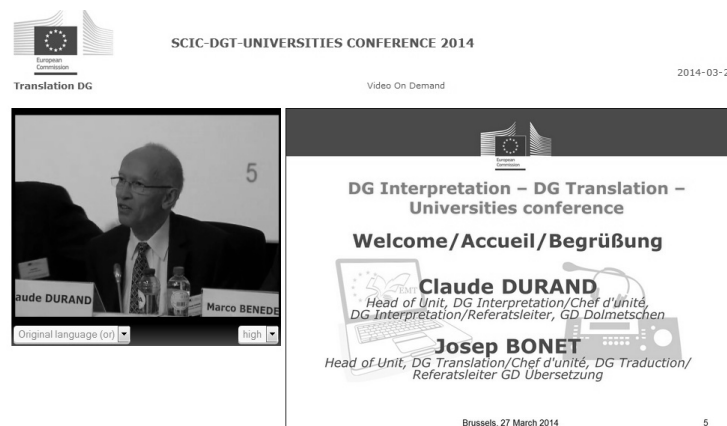 European
Commission
SCIC-DGT-UNIVERSITIES CONFERENCE 2014
2014-03-2
Translation DG
Video On Demand
5
aude DURAND
Marco BENEDE
Original language (or)
high
European
Commission
DG Interpretation – DG Translation –
Universities conference
Welcome/Accueil/Begrüßung
EMT
Claude DURAND
Head of Unit, DG Interpretation/Chef d'unité,
DG Interpretation/Referatsleiter, GD Dolmetschen
Josep BONET
Head of Unit, DG Translation/Chef d'unité, DG Traduction/
Referatsleiter GD Übersetzung
Brussels, 27 March 2014
5